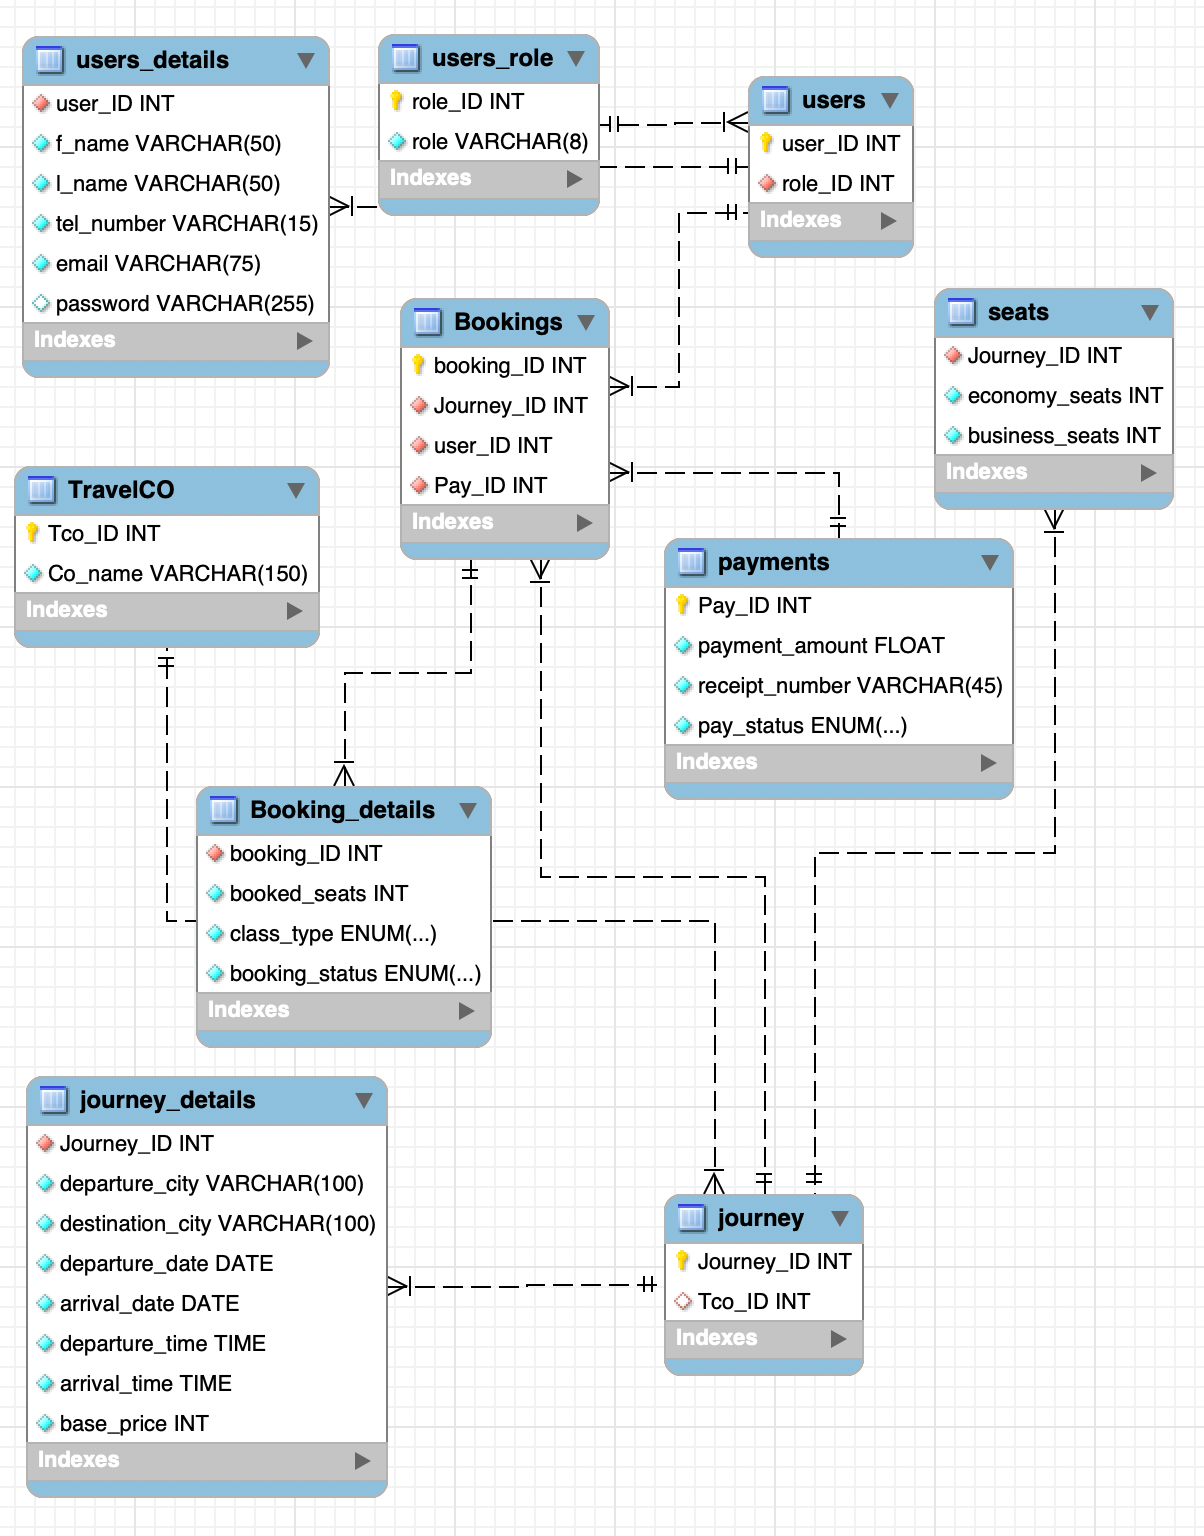 users_details
user_ID INT
f_name VARCHAR(50)
l_name VARCHAR(50)
tel_number VARCHAR(15)
email VARCHAR(75)
password VARCHAR(255)
Indexes
users_role
role_ID INT
role VARCHAR(8)
Indexes
users
user_ID INT
role_ID INT
Indexes
Bookings
booking_ID INT
Journey_ID INT
user_ID INT
Pay_ID INT
Indexes
seats
Journey_ID INT
economy_seats INT
business_seats INT
Indexes
TravelCO
Tco_ID INT
Co_name VARCHAR(150)
Indexes
payments
Pay_ID INT
payment_amount FLOAT
receipt_number VARCHAR(45)
pay_status ENUM(...)
Indexes
Booking_details
booking_ID INT
booked_seats INT
class_type ENUM(...)
booking_status ENUM(...)
Indexes
journey_details
Journey_ID INT
departure_city VARCHAR(100)
destination_city VARCHAR(100)
departure_date DATE
arrival_date DATE
departure_time TIME
arrival_time TIME
base_price INT
Indexes
journey
Journey_ID INT
Tco_ID INT
Indexes